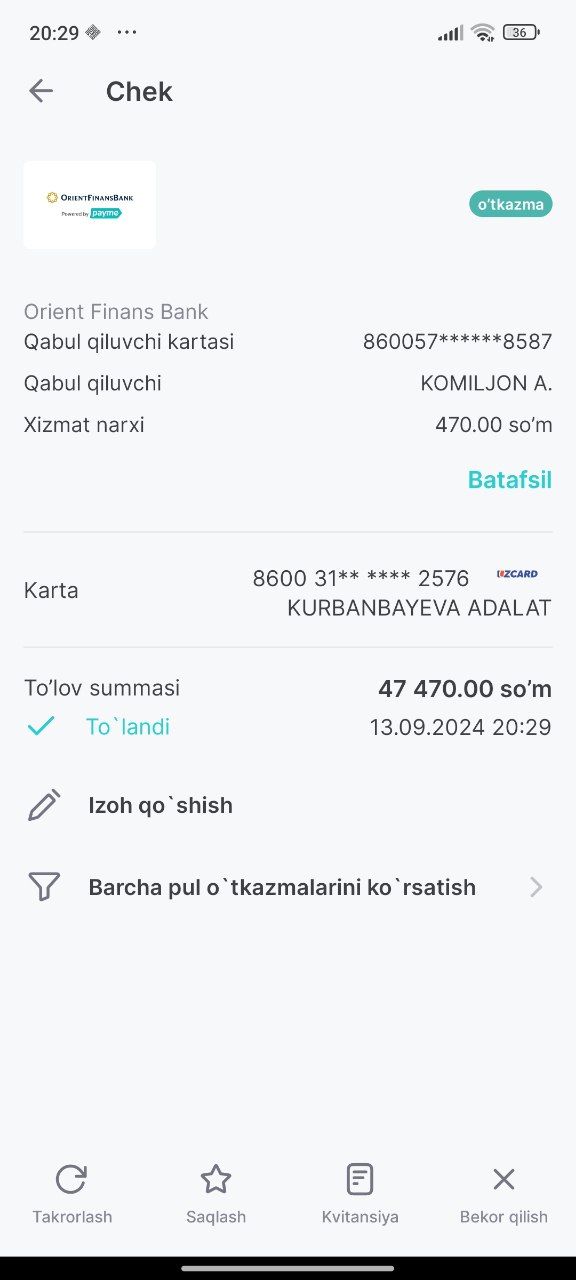 20:29
36
Chek
ORIENTFINANSBANK
Powered by payme
o'tkazma
Orient Finans Bank
Qabul qiluvchi kartasi 860057******8587
Qabul qiluvchi KOMILJON A.
Xizmat narxi 470.00 so'm
Batafsil
8600 31** **** 2576 UZCARD
Karta
KURBANBAYEVA ADALAT
To'lov summasi 47 470.00 so'm
To`landi 13.09.2024 20:29
Izoh qo`shish
Barcha pul o`tkazmalarini ko`rsatish
Takrorlash Saqlash Kvitansiya Bekor qilish